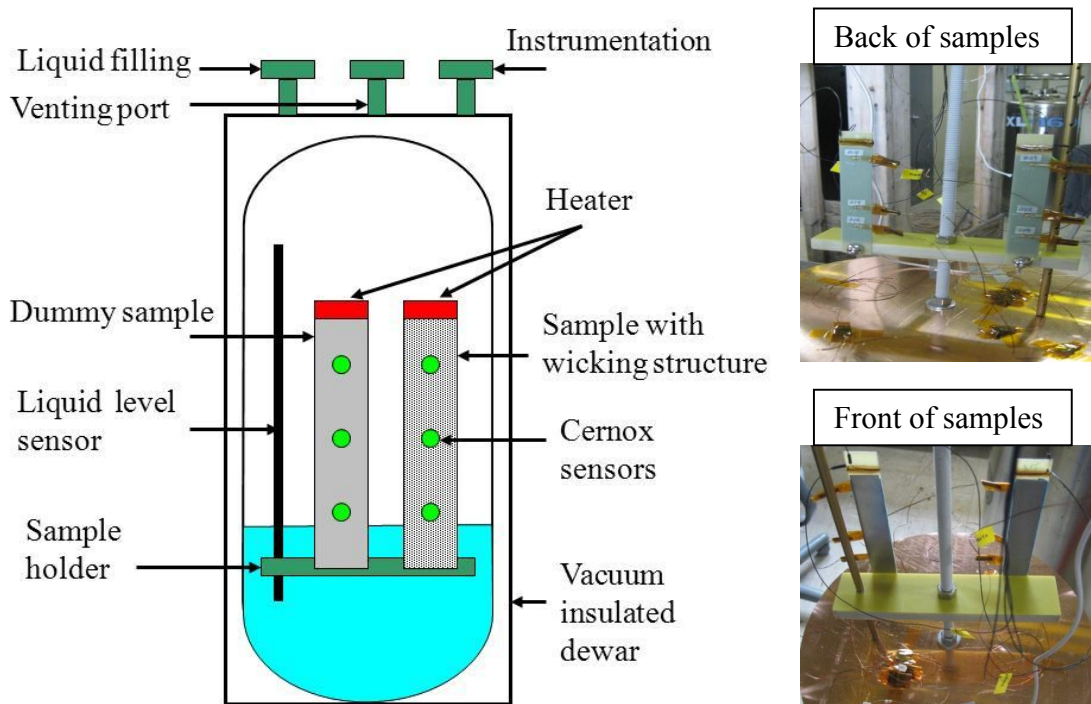 Liquid filling
Venting port
Instrumentation
Heater
Dummy sample
Sample with
wicking structure
Liquid level
sensor
Cernox
sensors
Sample
holder
Vacuum
insulated
dewar
Back of samples
Front of samples